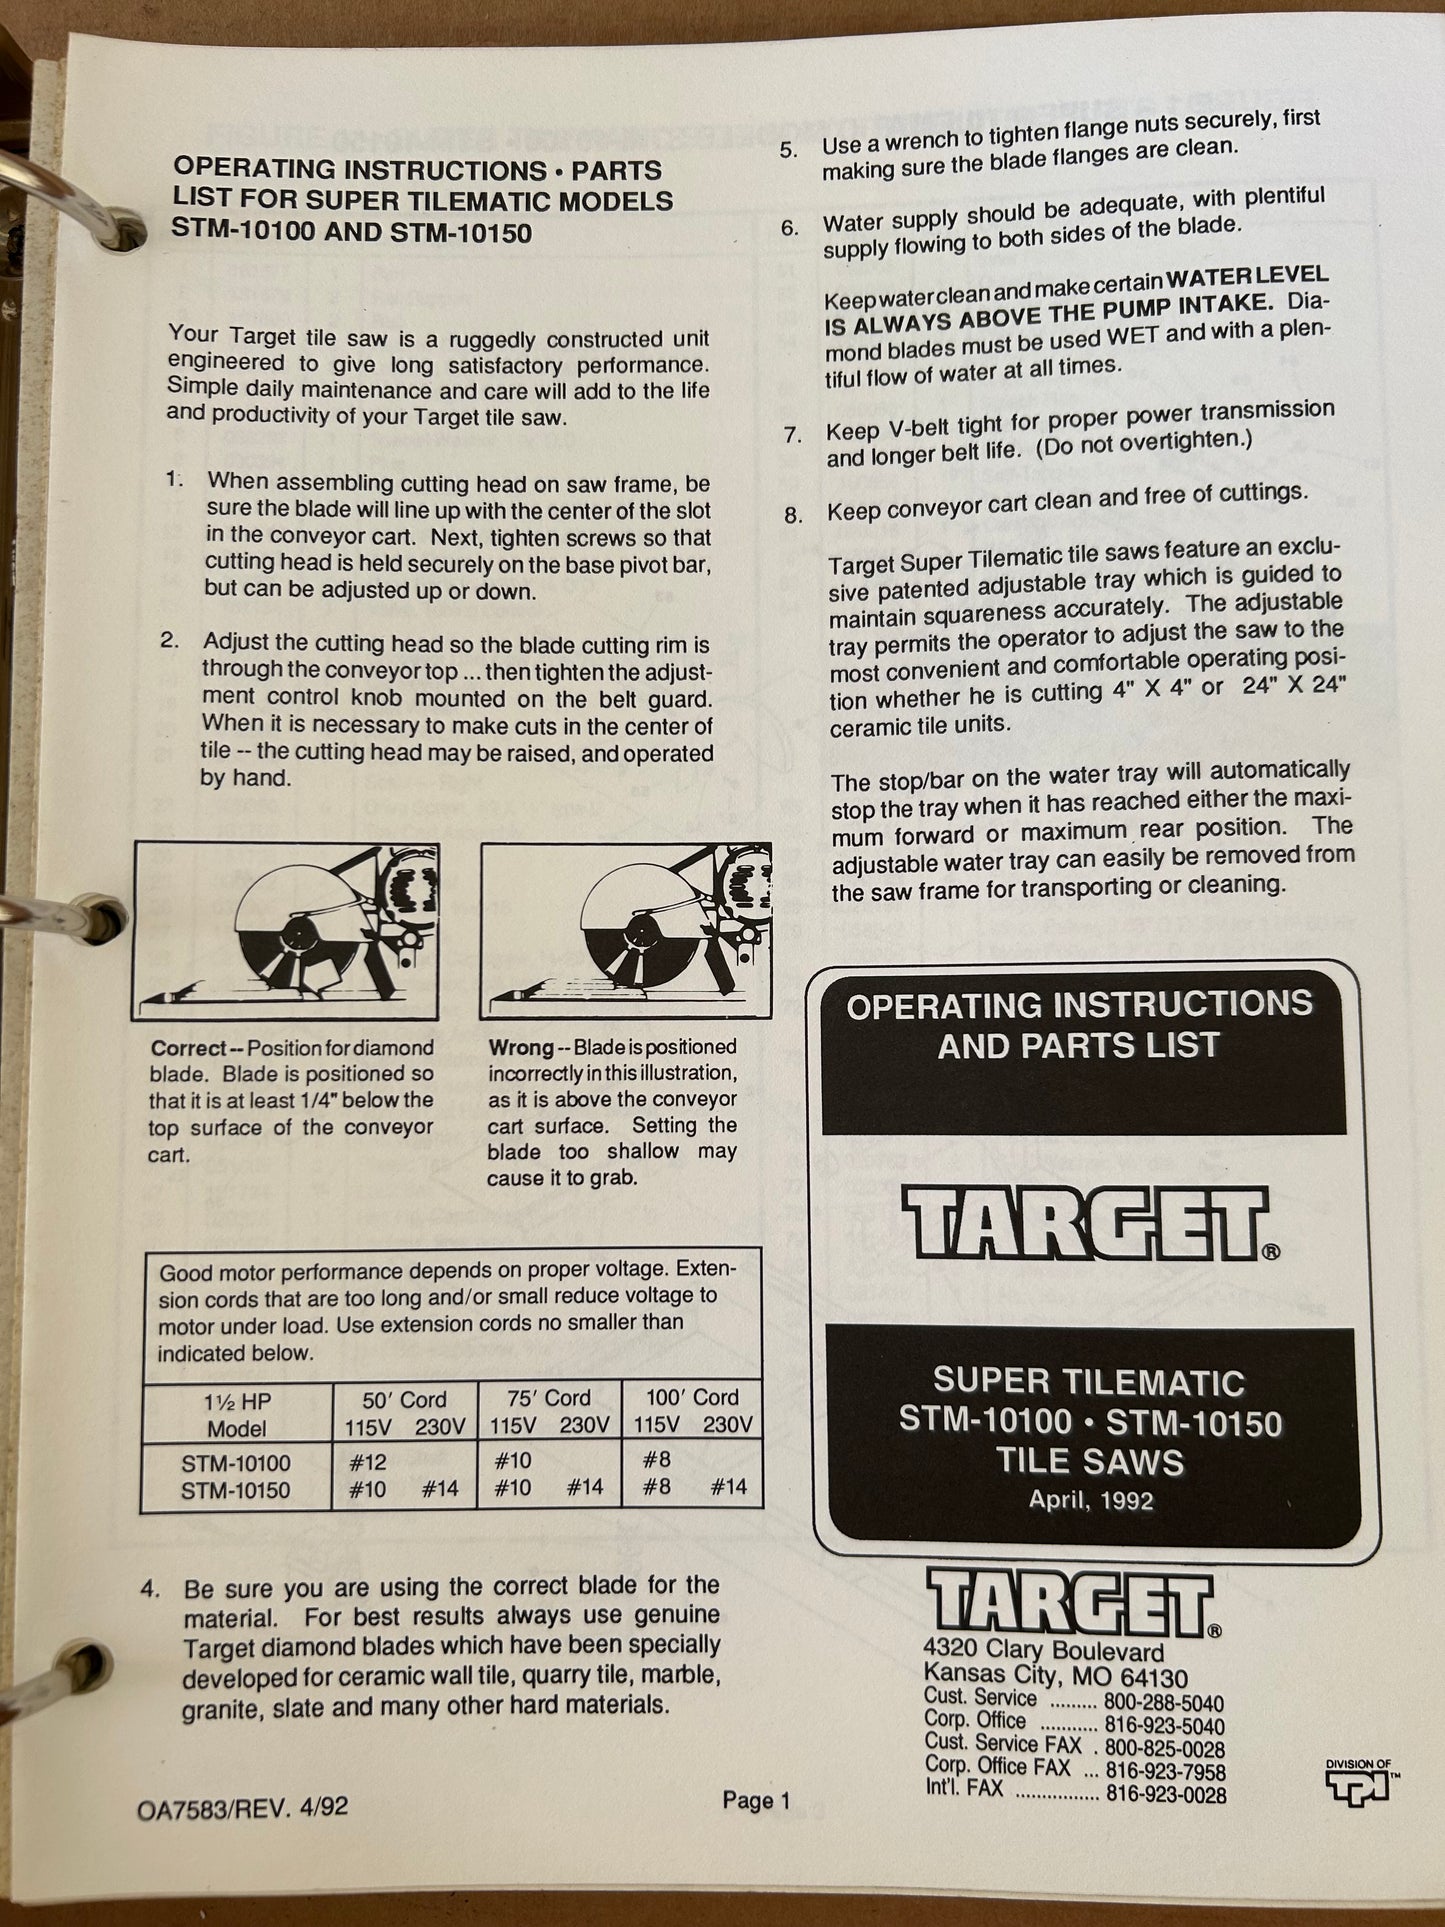 OPERATING INSTRUCTIONS • PARTS
LIST FOR SUPER TILEMATIC MODELS
STM-10100 AND STM-10150
Your Target tile saw is a ruggedly constructed unit
engineered to give long satisfactory performance.
Simple daily maintenance and care will add to the life
and productivity of your Target tile saw.
1. When assembling cutting head on saw frame, be
sure the blade will line up with the center of the slot
in the conveyor cart. Next, tighten screws so that
cutting head is held securely on the base pivot bar,
but can be adjusted up or down.
2. Adjust the cutting head so the blade cutting rim is
through the conveyor top ... then tighten the adjust-
ment control knob mounted on the belt guard.
When it is necessary to make cuts in the center of
tile -- the cutting head may be raised, and operated
by hand.
Correct -- Position for diamond
blade. Blade is positioned so
that it is at least 1/4" below the
top surface of the conveyor
cart.
Wrong -- Blade is positioned
incorrectly in this illustration,
as it is above the conveyor
cart surface. Setting the
blade too shallow may
cause it to grab.
Good motor performance depends on proper voltage. Exten-
sion cords that are too long and/or small reduce voltage to
motor under load. Use extension cords no smaller than
indicated below.
1½ HP 50' Cord 75' Cord 100' Cord
Model 115V 230V 115V 230V 115V 230V
STM-10100 #12 #10 #8
STM-10150 #10 #14 #10 #14 #8 #14
4. Be sure you are using the correct blade for the
material. For best results always use genuine
Target diamond blades which have been specially
developed for ceramic wall tile, quarry tile, marble,
granite, slate and many other hard materials.
5. Use a wrench to tighten flange nuts securely, first
making sure the blade flanges are clean.
6. Water supply should be adequate, with plentiful
supply flowing to both sides of the blade.
Keep water clean and make certain WATER LEVEL
IS ALWAYS ABOVE THE PUMP INTAKE. Dia-
mond blades must be used WET and with a plen-
tiful flow of water at all times.
7. Keep V-belt tight for proper power transmission
and longer belt life. (Do not overtighten.)
8. Keep conveyor cart clean and free of cuttings.
Target Super Tilematic tile saws feature an exclu-
sive patented adjustable tray which is guided to
maintain squareness accurately. The adjustable
tray permits the operator to adjust the saw to the
most convenient and comfortable operating posi-
tion whether he is cutting 4" X 4" or 24" X 24"
ceramic tile units.
The stop/bar on the water tray will automatically
stop the tray when it has reached either the maxi-
mum forward or maximum rear position. The
adjustable water tray can easily be removed from
the saw frame for transporting or cleaning.
OPERATING INSTRUCTIONS
AND PARTS LIST
TARGET®
SUPER TILEMATIC
STM-10100 • STM-10150
TILE SAWS
April, 1992
TARGET®
4320 Clary Boulevard
Kansas City, MO 64130
Cust. Service ......... 800-288-5040
Corp. Office ........... 816-923-5040
Cust. Service FAX . 800-825-0028
Corp. Office FAX ... 816-923-7958
Int'l. FAX ................ 816-923-0028
DIVISION OF
TPI™
OA7583/REV. 4/92
Page 1